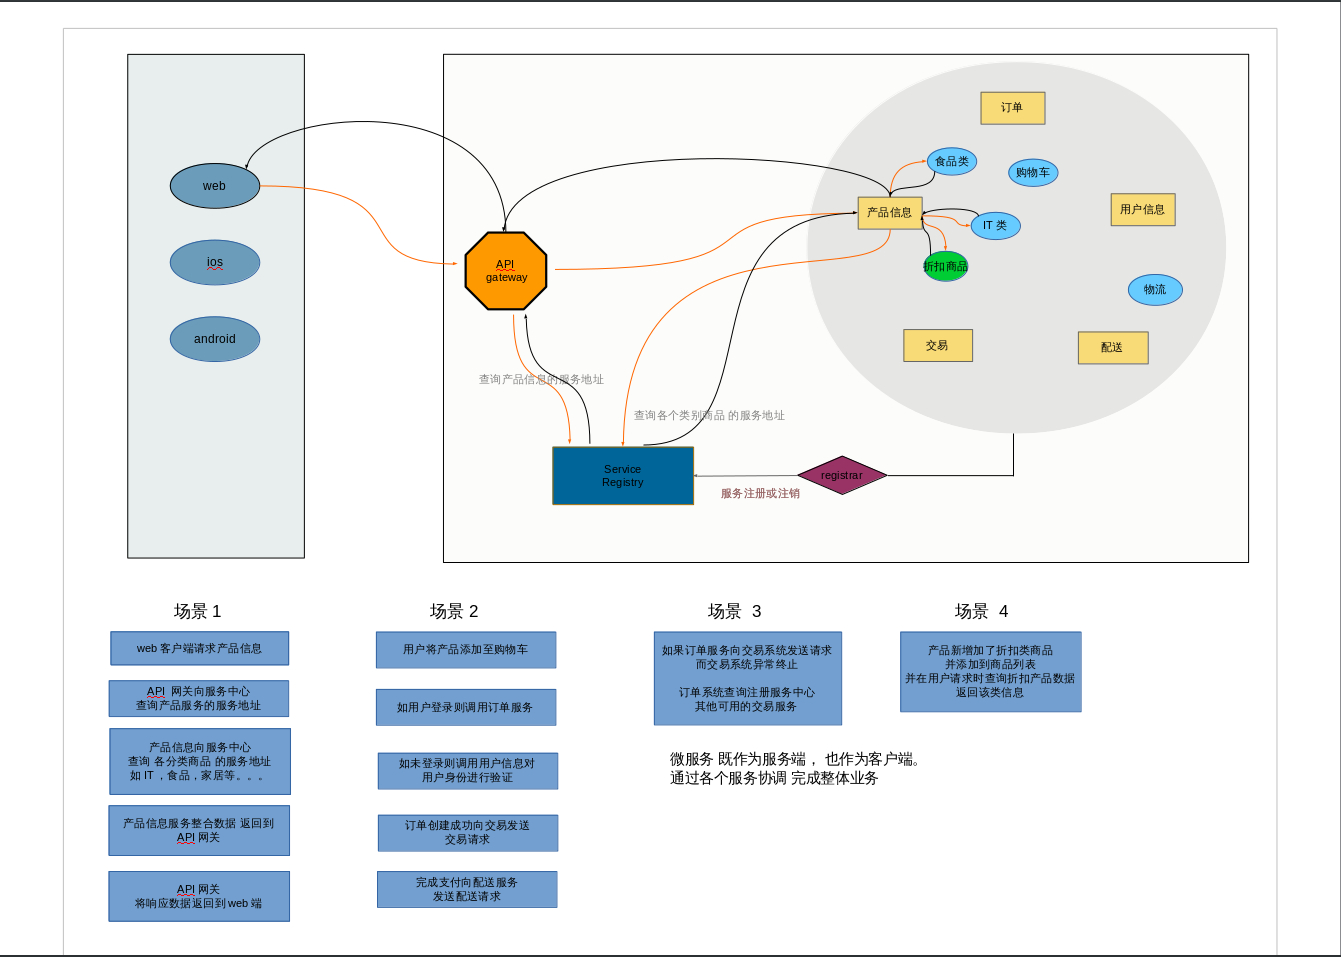 web
ios
android
API
gateway
订单
食品类
购物车
产品信息
用户信息
IT 类
折扣商品
物流
交易
配送
查询产品信息的服务地址
查询各个类别商品 的服务地址
Service
Registry
registrar
服务注册或注销
场景 1
web 客户端请求产品信息
API 网关向服务中心
查询产品服务的服务地址
产品信息向服务中心
查询 各分类商品 的服务地址
如 IT ，食品，家居等。。。
产品信息服务整合数据 返回到
API 网关
API 网关
将响应数据返回到 web 端
场景 2
用户将产品添加至购物车
如用户登录则调用订单服务
如未登录则调用用户信息对
用户身份进行验证
订单创建成功向交易发送
交易请求
完成支付向配送服务
发送配送请求
场景 3
如果订单服务向交易系统发送请求
而交易系统异常终止
订单系统查询注册服务中心
其他可用的交易服务
场景 4
产品新增加了折扣类商品
并添加到商品列表
并在用户请求时查询折扣产品数据
返回该类信息
微服务 既作为服务端， 也作为客户端。
通过各个服务协调 完成整体业务